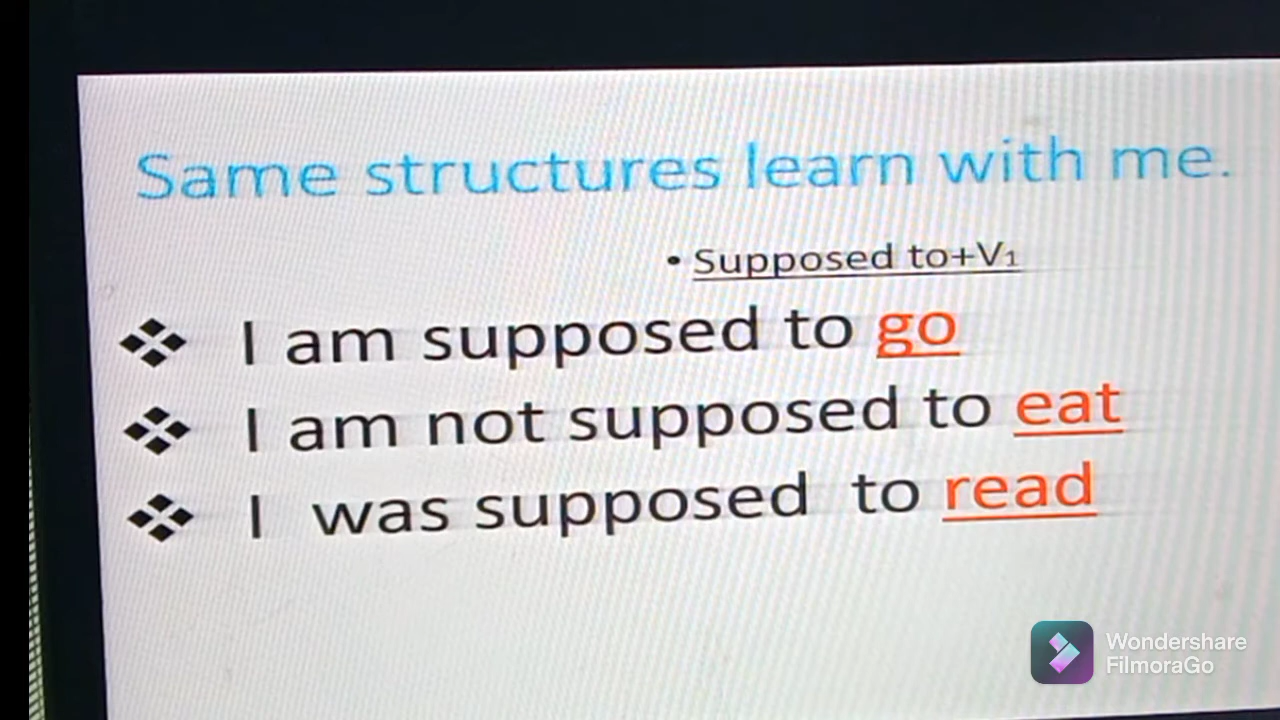 Same structures learn with me.
• Supposed to+V1
❖ I am supposed to go
❖ I am not supposed to eat
❖ I was supposed to read
Wondershare
FilmoraGo